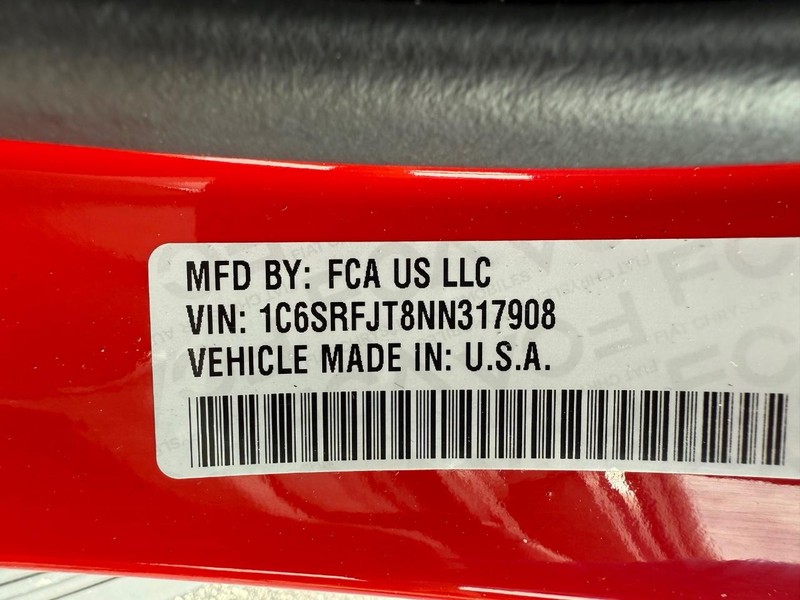 MFD BY: FCA US LLC
VIN: 1C6SRFJT8NN317908
VEHICLE MADE IN: U.S.A.